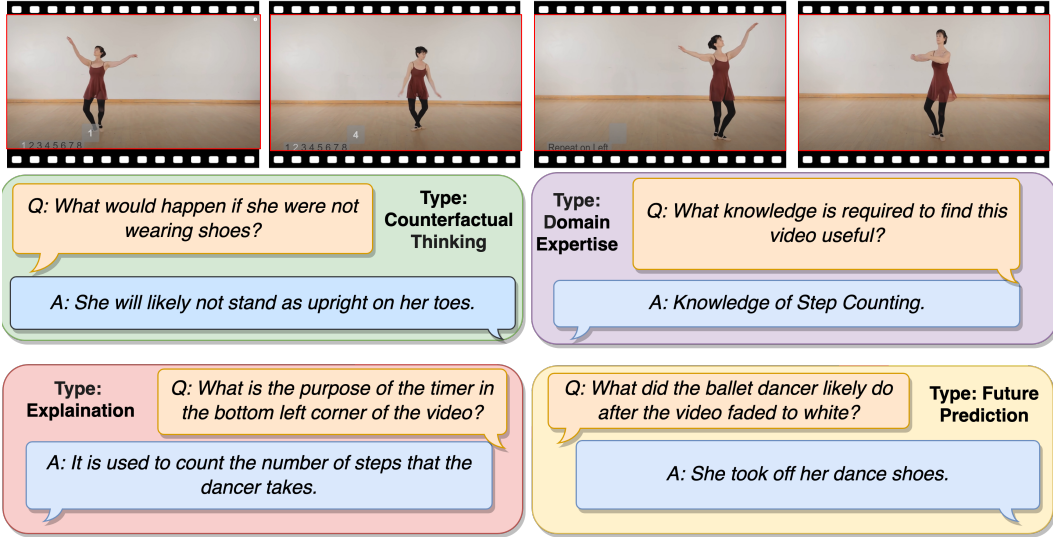 1
1 2 3 4 5 6 7 8
4
1 2 3 4 5 6 7 8
Repeat on Left
Q: What would happen if she were not
wearing shoes?
Type:
Counterfactual
Thinking
A: She will likely not stand as upright on her toes.
Type:
Domain
Expertise
Q: What knowledge is required to find this
video useful?
A: Knowledge of Step Counting.
Type:
Explaination
Q: What is the purpose of the timer in
the bottom left corner of the video?
A: It is used to count the number of steps that the
dancer takes.
Q: What did the ballet dancer likely do
after the video faded to white?
Type: Future
Prediction
A: She took off her dance shoes.